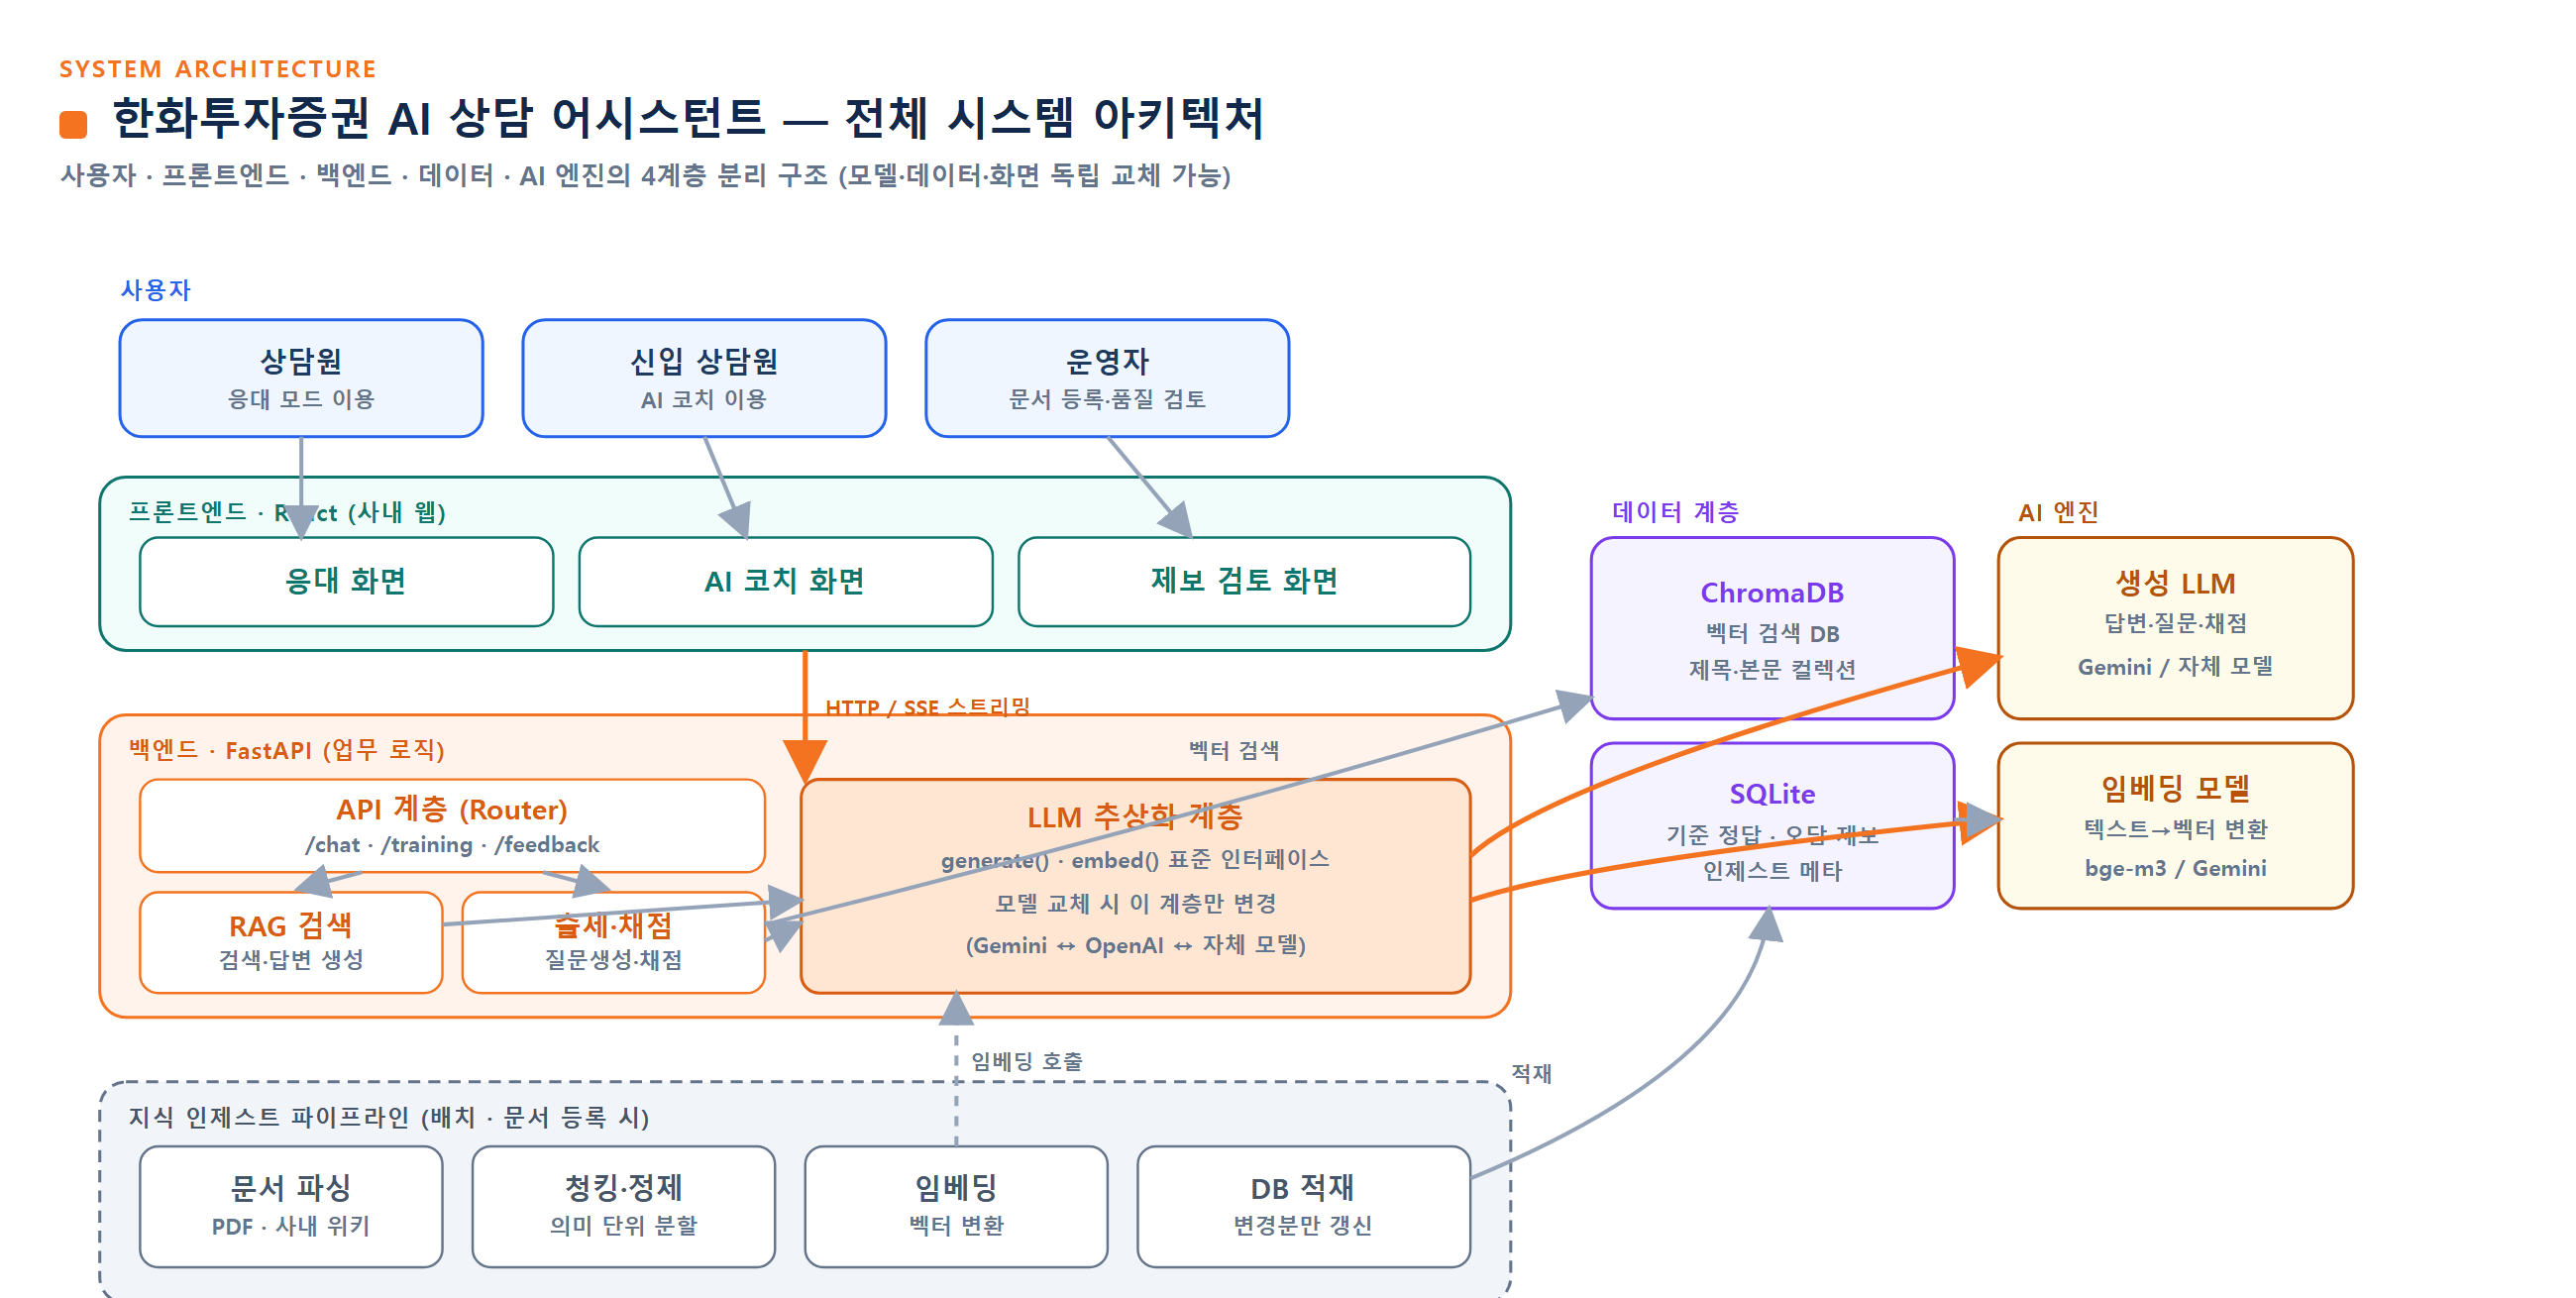 SYSTEM ARCHITECTURE
한화투자증권 AI 상담 어시스턴트 — 전체 시스템 아키텍처
사용자 · 프론트엔드 · 백엔드 · 데이터 · AI 엔진의 4계층 분리 구조 (모델·데이터·화면 독립 교체 가능)
사용자
상담원
응대 모드 이용
신입 상담원
AI 코치 이용
운영자
문서 등록·품질 검토
프론트엔드 · React (사내 웹)
응대 화면
AI 코치 화면
제보 검토 화면
HTTP / SSE 스트리밍
백엔드 · FastAPI (업무 로직)
벡터 검색
API 계층 (Router)
/chat · /training · /feedback
RAG 검색
검색·답변 생성
출제·채점
질문생성·채점
LLM 추상화 계층
generate() · embed() 표준 인터페이스
모델 교체 시 이 계층만 변경
(Gemini ↔ OpenAI ↔ 자체 모델)
데이터 계층
ChromaDB
벡터 검색 DB
제목·본문 컬렉션
SQLite
기준 정답 · 오답 제보
인제스트 메타
AI 엔진
생성 LLM
답변·질문·채점
Gemini / 자체 모델
임베딩 모델
텍스트→벡터 변환
bge-m3 / Gemini
임베딩 호출
적재
지식 인제스트 파이프라인 (배치 · 문서 등록 시)
문서 파싱
PDF · 사내 위키
청킹·정제
의미 단위 분할
임베딩
벡터 변환
DB 적재
변경분만 갱신